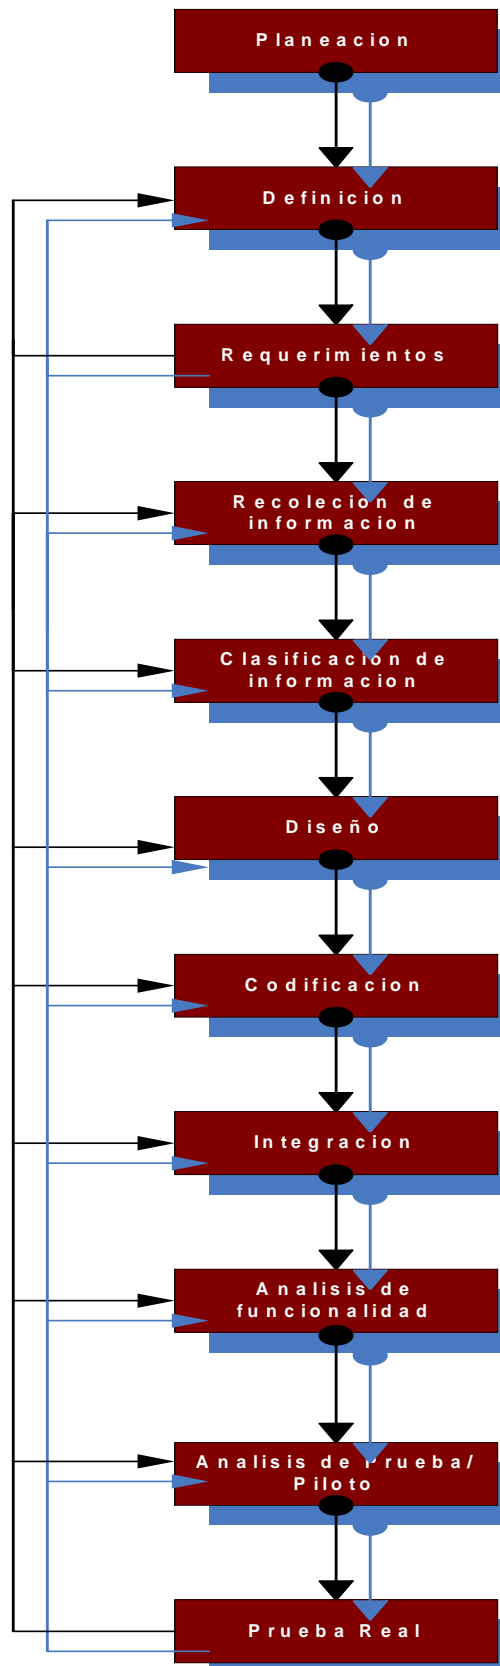 Planeacion
Definicion
Requerimientos
Recolecion de
informacion
Clasificacion de
informacion
Diseño
Codificacion
Integracion
Analisis de
funcionalidad
Analisis de Prueba/
Piloto
Prueba Real